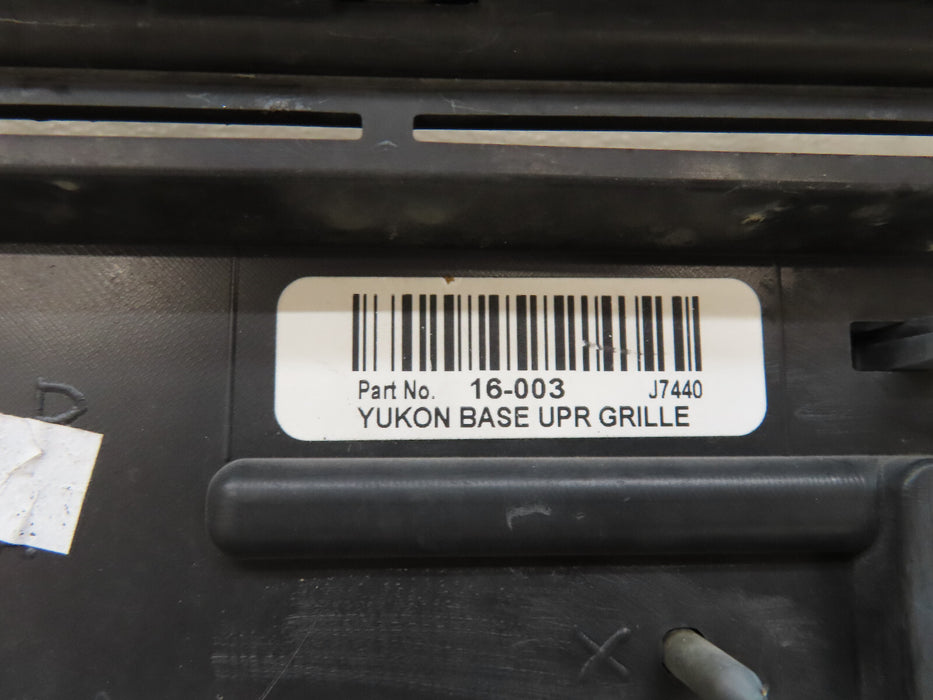 Part No. 16-003 J7440
YUKON BASE UPR GRILLE
D
X